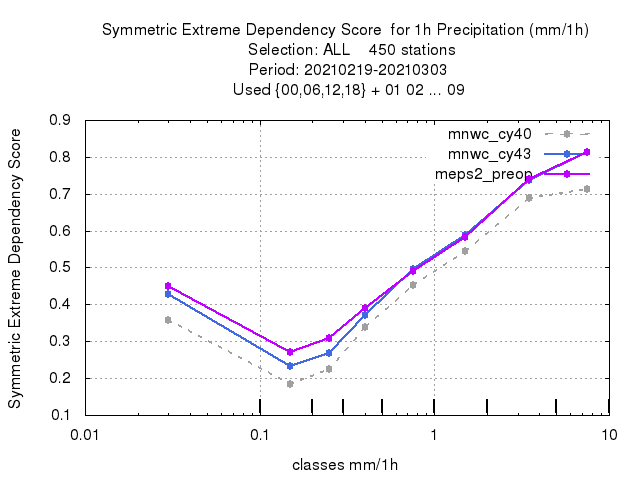 Symmetric Extreme Dependency Score for 1h Precipitation (mm/1h)
Selection: ALL 450 stations
Period: 20210219-20210303
Used {00,06,12,18} + 01 02 ... 09
mnwc_cy40
mnwc_cy43
meps2_preop
Symmetric Extreme Dependency Score
0.9
0.8
0.7
0.6
0.5
0.4
0.3
0.2
0.1
0.01
0.1
1
10
classes mm/1h